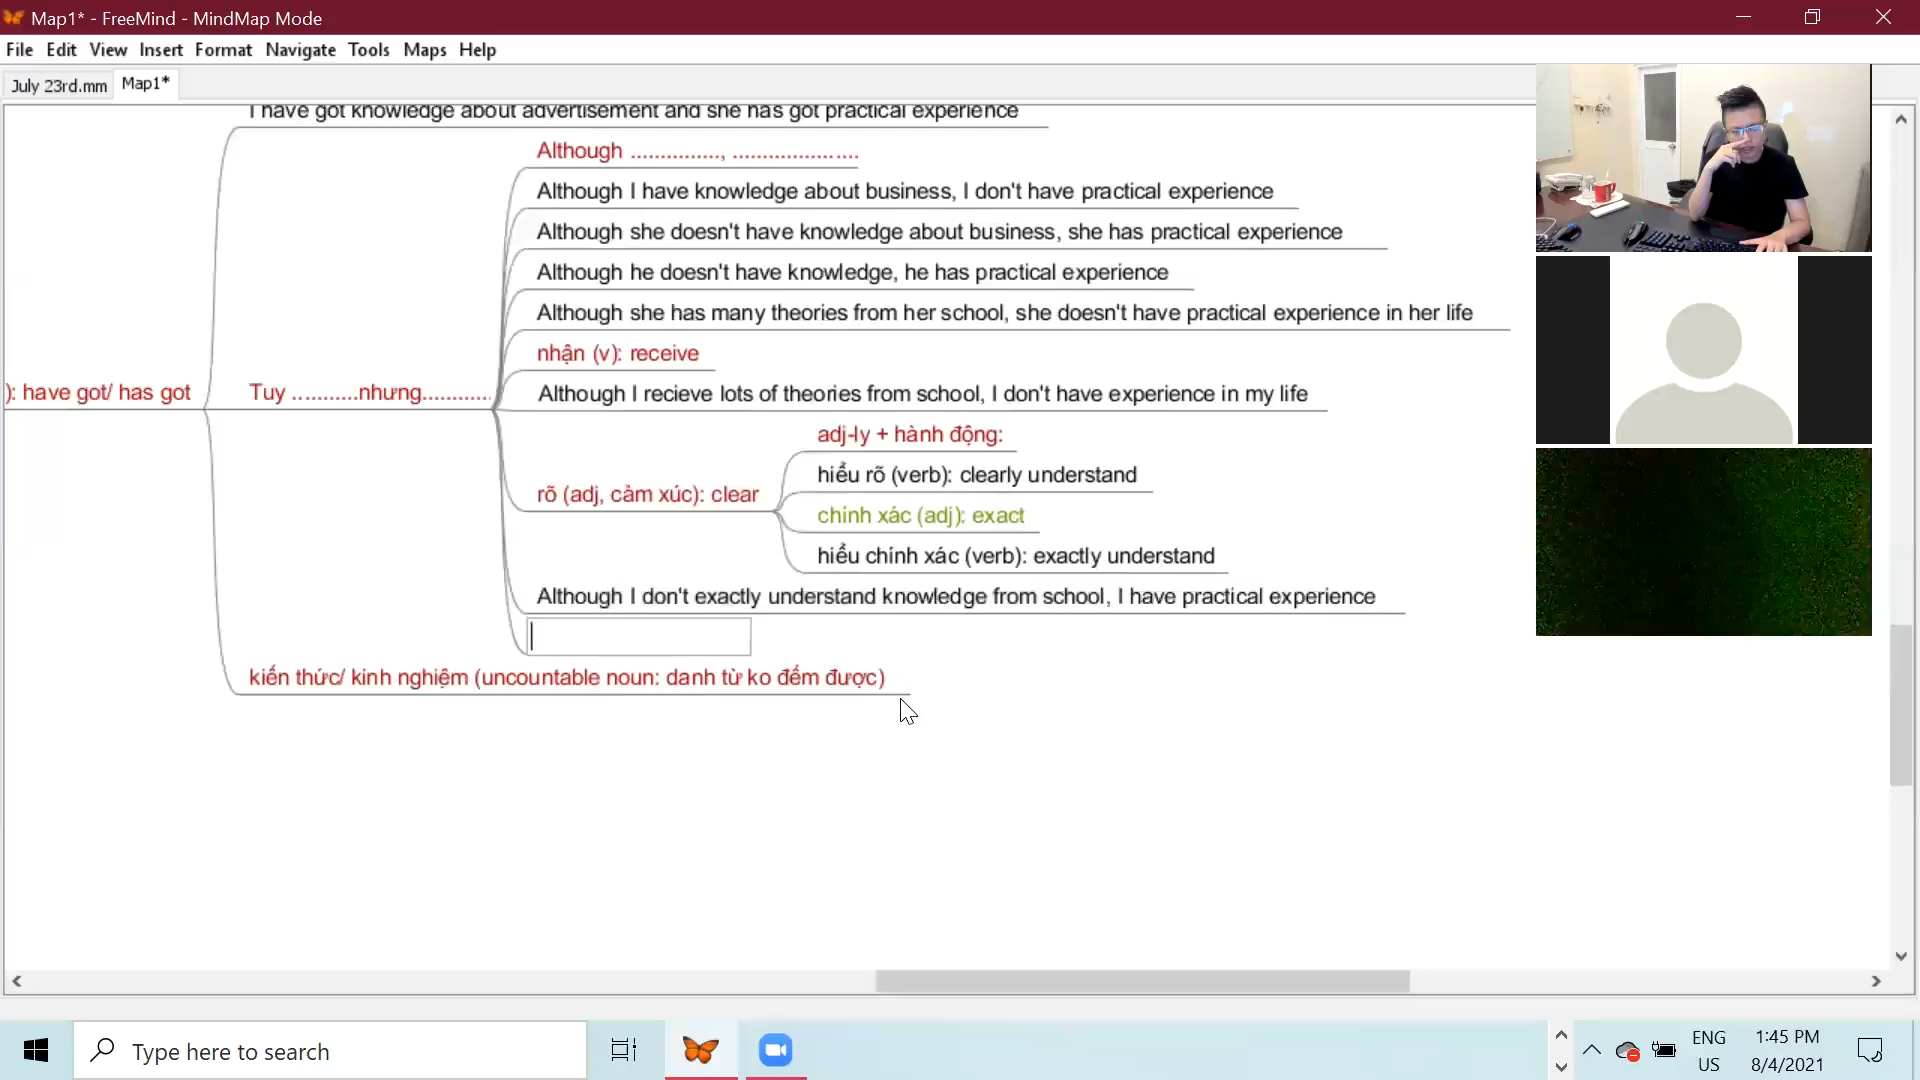 Map1* - FreeMind - MindMap Mode
File Edit View Insert Format Navigate Tools Maps Help
July 23rd.mm Map1*
I have got knowledge about advertisement and she has got practical experience
Although ..............., .....................
Although I have knowledge about business, I don't have practical experience
Although she doesn't have knowledge about business, she has practical experience
Although he doesn't have knowledge, he has practical experience
Although she has many theories from her school, she doesn't have practical experience in her life
nhận (v): receive
): have got/ has got
Tuy ...........nhưng............
Although I recieve lots of theories from school, I don't have experience in my life
adj-ly + hành động:
hiểu rõ (verb): clearly understand
rõ (adj, cảm xúc): clear
chính xác (adj): exact
hiểu chính xác (verb): exactly understand
Although I don't exactly understand knowledge from school, I have practical experience
kiến thức/ kinh nghiệm (uncountable noun: danh từ ko đếm được)
Type here to search
ENG
US
1:45 PM
8/4/2021